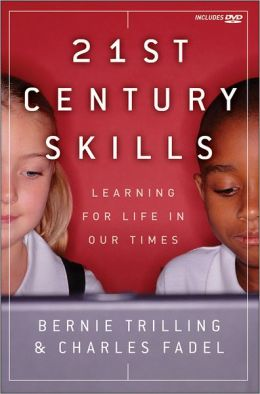 INCLUDES DVD
21ST
CENTURY
SKILLS
LEARNING
FOR LIFE IN
OUR TIMES
BERNIE TRILLING
& CHARLES FADEL